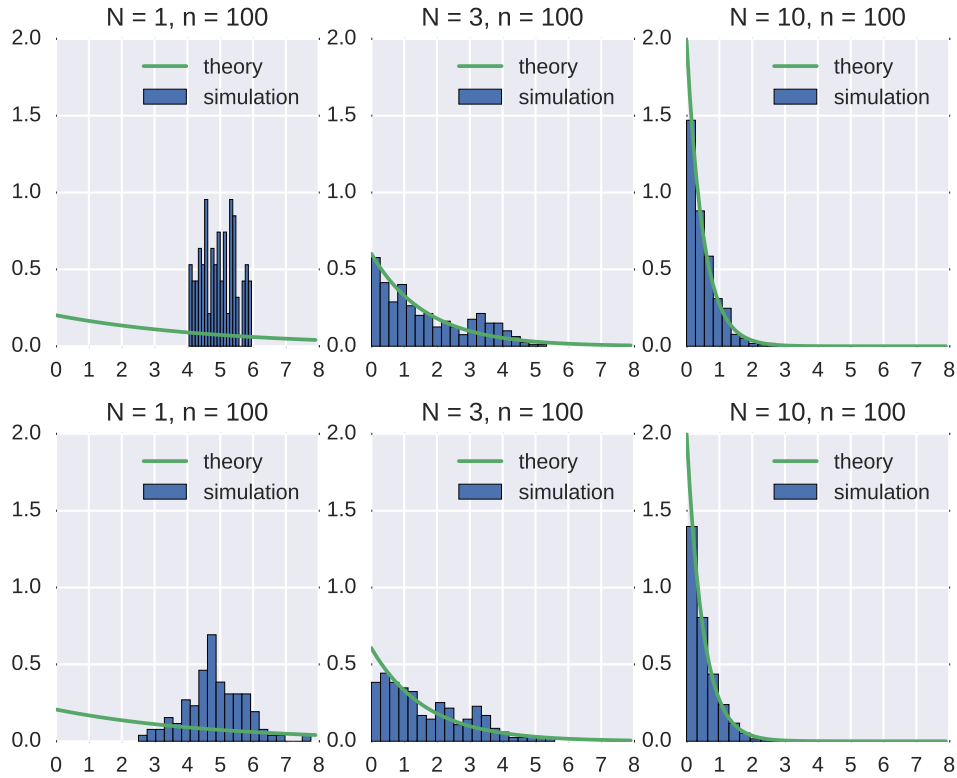 N = 1, n = 100 N = 3, n = 100 N = 10, n = 100
2.0 2.0 2.0
theory theory theory
simulation simulation simulation
1.5 1.5 1.5
1.0 1.0 1.0
0.5 0.5 0.5
0.0 0.0 0.0
0 1 2 3 4 5 6 7 8 0 1 2 3 4 5 6 7 8 0 1 2 3 4 5 6 7 8
N = 1, n = 100 N = 3, n = 100 N = 10, n = 100
2.0 2.0 2.0
theory theory theory
simulation simulation simulation
1.5 1.5 1.5
1.0 1.0 1.0
0.5 0.5 0.5
0.0 0.0 0.0
0 1 2 3 4 5 6 7 8 0 1 2 3 4 5 6 7 8 0 1 2 3 4 5 6 7 8